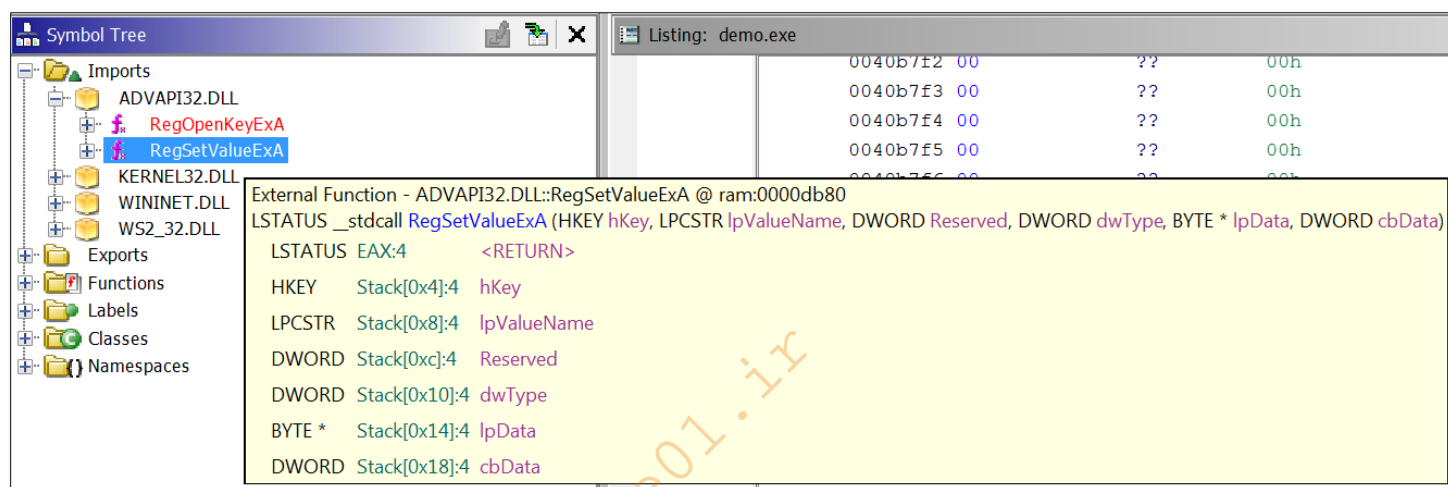 Symbol Tree
Imports
ADVAPI32.DLL
RegOpenKeyExA
RegSetValueExA
KERNEL32.DLL
WININET.DLL
WS2_32.DLL
Exports
Functions
Labels
Classes
Namespaces
Listing: demo.exe
0040b7f2 00 ?? 00h
0040b7f3 00 ?? 00h
0040b7f4 00 ?? 00h
0040b7f5 00 ?? 00h
0040b7f6 00 ?? 00h
External Function - ADVAPI32.DLL::RegSetValueExA @ ram:0000db80
LSTATUS __stdcall RegSetValueExA (HKEY hKey, LPCSTR lpValueName, DWORD Reserved, DWORD dwType, BYTE * lpData, DWORD cbData)
LSTATUS EAX:4 <RETURN>
HKEY Stack[0x4]:4 hKey
LPCSTR Stack[0x8]:4 lpValueName
DWORD Stack[0xc]:4 Reserved
DWORD Stack[0x10]:4 dwType
BYTE * Stack[0x14]:4 lpData
DWORD Stack[0x18]:4 cbData